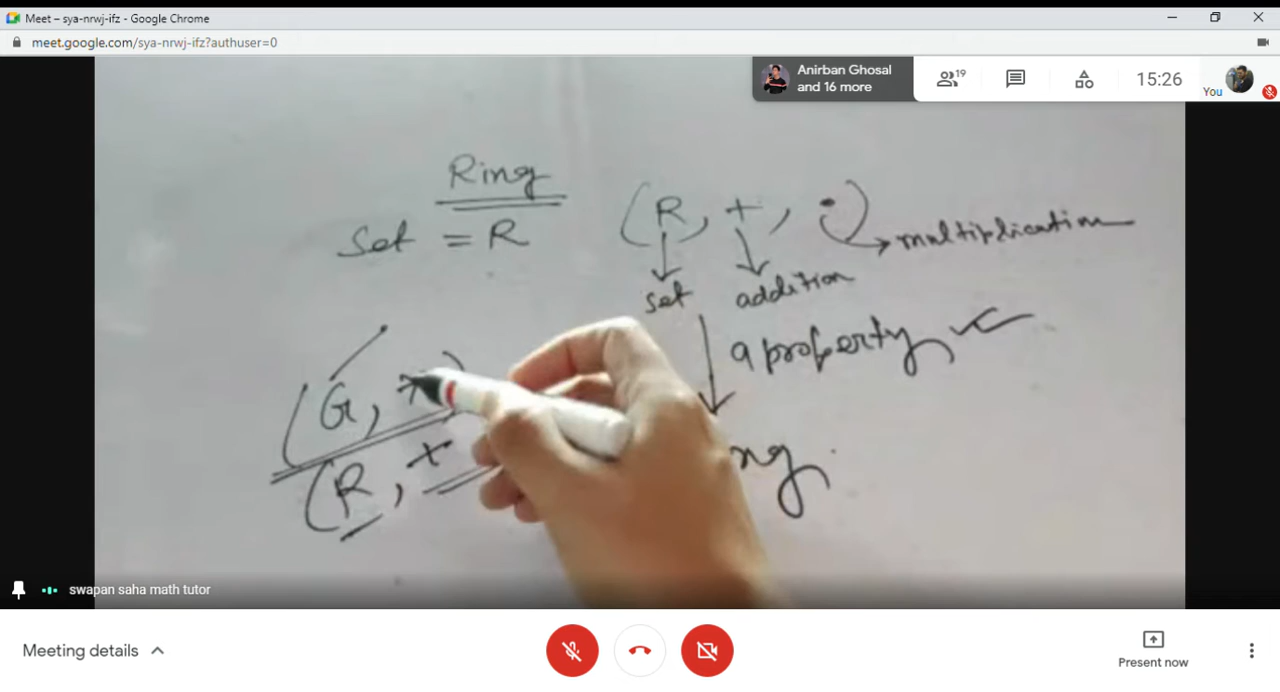 Meet – sya-nrwj-ifz - Google Chrome
meet.google.com/sya-nrwj-ifz?authuser=0
Anirban Ghosal
and 16 more
19
15:26
You
Ring
Set = R
(R, +, ·)
multiplication
set
addition
a property ✓
(G, *)
(R, +
ng
swapan saha math tutor
Meeting details
Present now